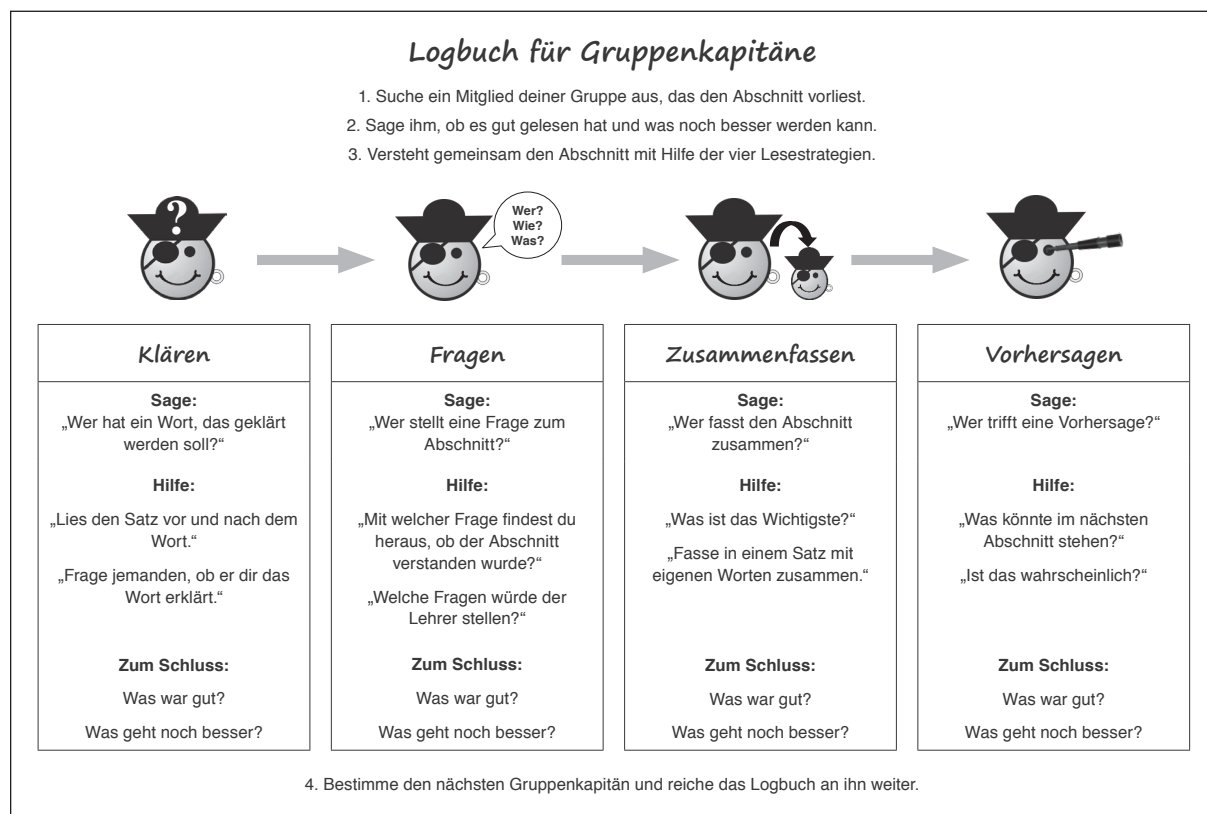 Logbuch für Gruppenkapitäne
1. Suche ein Mitglied deiner Gruppe aus, das den Abschnitt vorliest.
2. Sage ihm, ob es gut gelesen hat und was noch besser werden kann.
3. Versteht gemeinsam den Abschnitt mit Hilfe der vier Lesestrategien.
?
Wer?
Wie?
Was?
Klären
Sage:
„Wer hat ein Wort, das geklärt
werden soll?“
Hilfe:
„Lies den Satz vor und nach dem
Wort.“
„Frage jemanden, ob er dir das
Wort erklärt.“
Zum Schluss:
Was war gut?
Was geht noch besser?
Fragen
Sage:
„Wer stellt eine Frage zum
Abschnitt?“
Hilfe:
„Mit welcher Frage findest du
heraus, ob der Abschnitt
verstanden wurde?“
„Welche Fragen würde der
Lehrer stellen?“
Zum Schluss:
Was war gut?
Was geht noch besser?
Zusammenfassen
Sage:
„Wer fasst den Abschnitt
zusammen?“
Hilfe:
„Was ist das Wichtigste?“
„Fasse in einem Satz mit
eigenen Worten zusammen.“
Zum Schluss:
Was war gut?
Was geht noch besser?
Vorhersagen
Sage:
„Wer trifft eine Vorhersage?“
Hilfe:
„Was könnte im nächsten
Abschnitt stehen?“
„Ist das wahrscheinlich?“
Zum Schluss:
Was war gut?
Was geht noch besser?
4. Bestimme den nächsten Gruppenkapitän und reiche das Logbuch an ihn weiter.